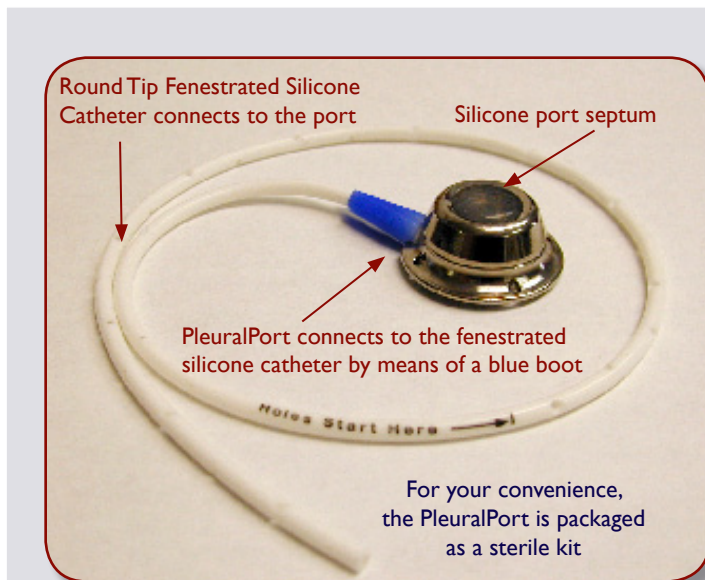 Round Tip Fenestrated Silicone
Catheter connects to the port
Silicone port septum
PleuralPort connects to the fenestrated
silicone catheter by means of a blue boot
Holes Start Here
For your convenience,
the PleuralPort is packaged
as a sterile kit